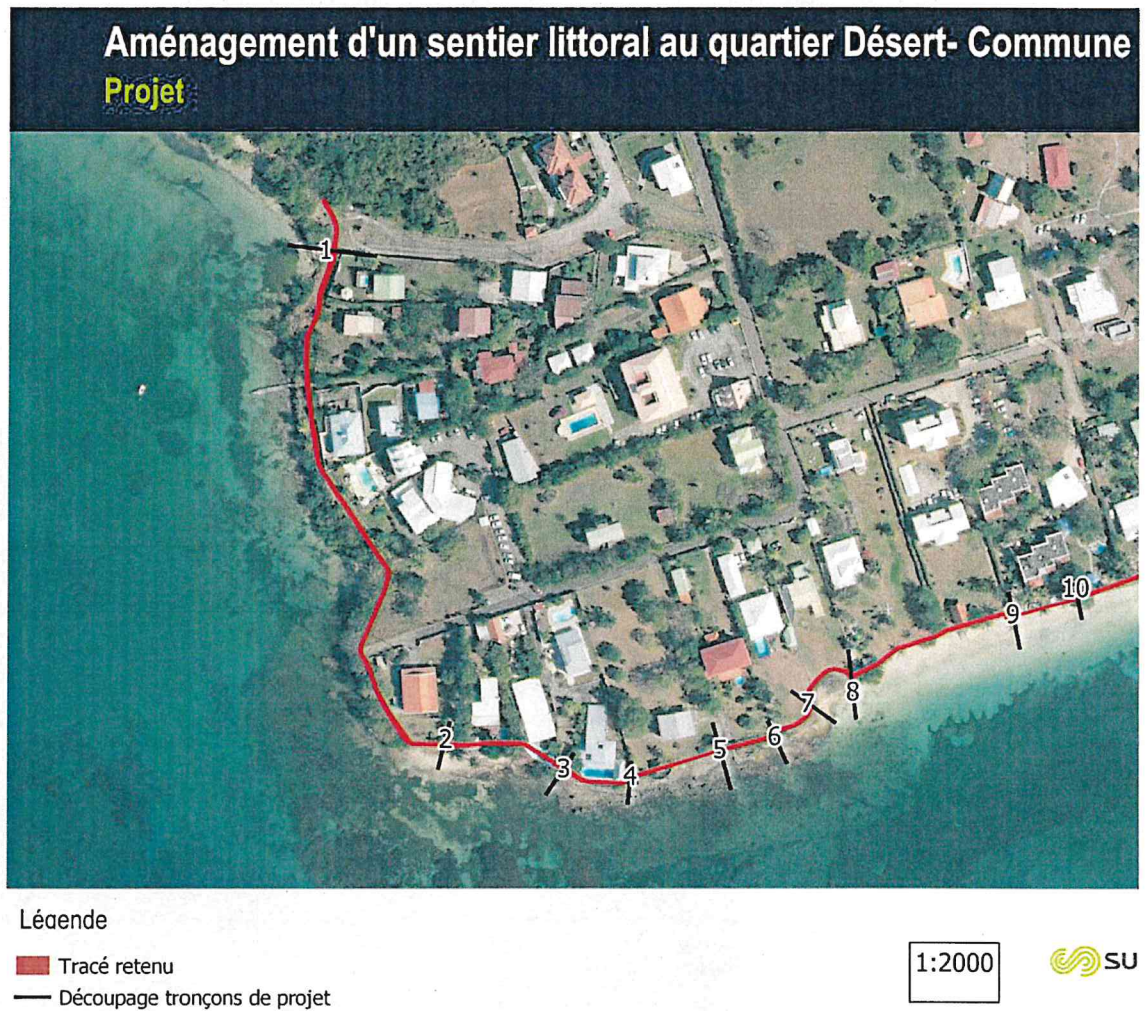 Aménagement d'un sentier littoral au quartier Désert- Commune
Projet
1
2
3
4
5
6
7
8
9
10
Légende
Tracé retenu
Découpage tronçons de projet
1:2000
SU